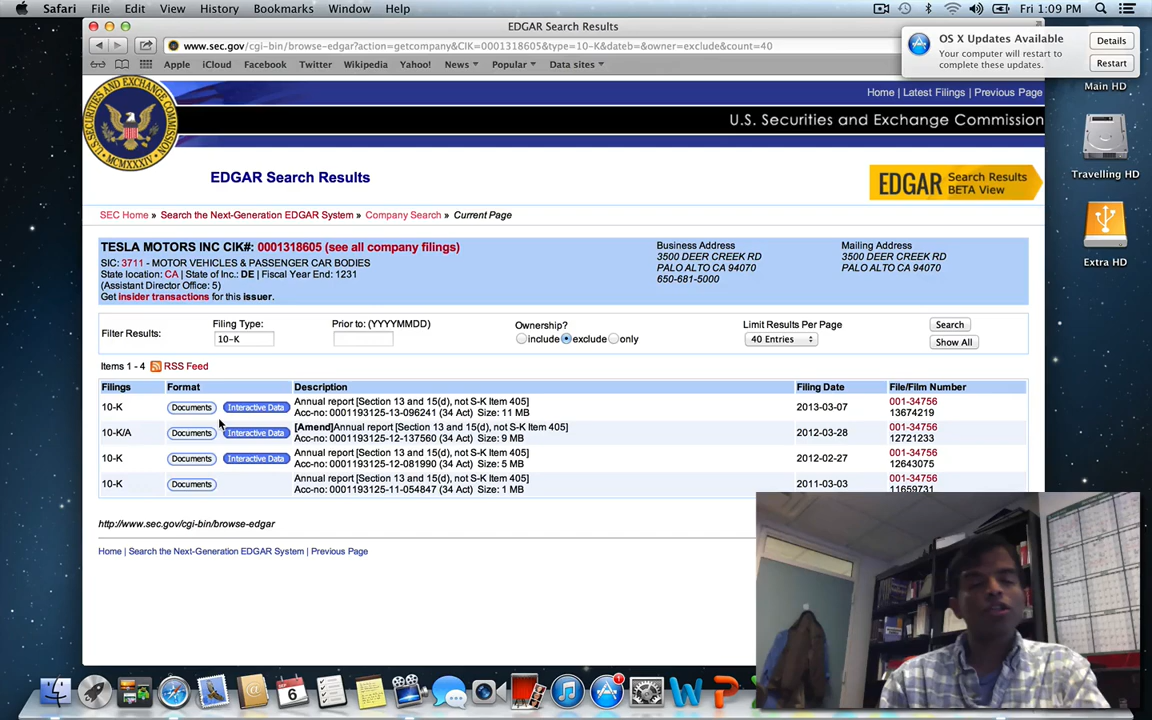 Safari File Edit View History Bookmarks Window Help Fri 1:09 PM
EDGAR Search Results
www.sec.gov/cgi-bin/browse-edgar?action=getcompany&CIK=0001318605&type=10-K&dateb=&owner=exclude&count=40
Apple iCloud Facebook Twitter Wikipedia Yahoo! News Popular Data sites
OS X Updates Available
Your computer will restart to
complete these updates.
Details
Restart
Main HD
Travelling HD
Extra HD
SECURITIES AND EXCHANGE COMMISSION
MCMXXXIV
Home | Latest Filings | Previous Page
U.S. Securities and Exchange Commission
EDGAR Search Results
EDGAR Search Results
BETA View
SEC Home » Search the Next-Generation EDGAR System » Company Search » Current Page
TESLA MOTORS INC CIK#: 0001318605 (see all company filings)
SIC: 3711 - MOTOR VEHICLES & PASSENGER CAR BODIES
State location: CA | State of Inc.: DE | Fiscal Year End: 1231
(Assistant Director Office: 5)
Get insider transactions for this issuer.
Business Address
3500 DEER CREEK RD
PALO ALTO CA 94070
650-681-5000
Mailing Address
3500 DEER CREEK RD
PALO ALTO CA 94070
Filter Results:
Filing Type:
10-K
Prior to: (YYYYMMDD)
Ownership?
include exclude only
Limit Results Per Page
40 Entries
Search
Show All
Items 1 - 4 RSS Feed
Filings Format Description Filing Date File/Film Number
10-K Documents Interactive Data Annual report [Section 13 and 15(d), not S-K Item 405] 2013-03-07 001-34756
Acc-no: 0001193125-13-096241 (34 Act) Size: 11 MB 13674219
10-K/A Documents Interactive Data [Amend]Annual report [Section 13 and 15(d), not S-K Item 405] 2012-03-28 001-34756
Acc-no: 0001193125-12-137560 (34 Act) Size: 9 MB 12721233
10-K Documents Interactive Data Annual report [Section 13 and 15(d), not S-K Item 405] 2012-02-27 001-34756
Acc-no: 0001193125-12-081990 (34 Act) Size: 5 MB 12643075
10-K Documents Annual report [Section 13 and 15(d), not S-K Item 405] 2011-03-03 001-34756
Acc-no: 0001193125-11-054847 (34 Act) Size: 1 MB 11659731
http://www.sec.gov/cgi-bin/browse-edgar
Home | Search the Next-Generation EDGAR System | Previous Page
6
1